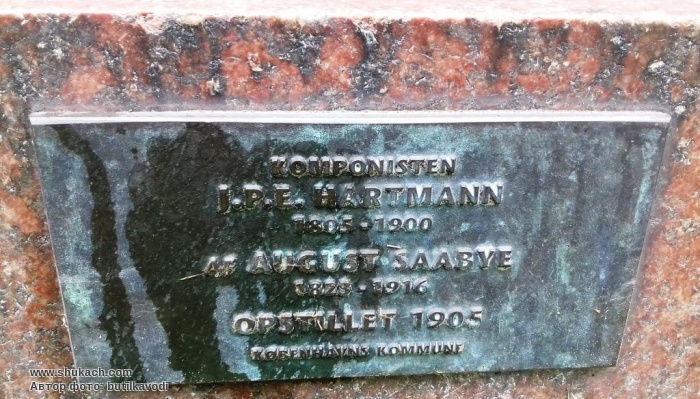 KOMPONISTEN
J.P.E. HARTMANN
1805 • 1900
AF AUGUST SAABYE
1823 • 1916
OPSTILLET 1905
KØBENHAVNS KOMMUNE
www.shukach.com
Автор фото: butilkavodi